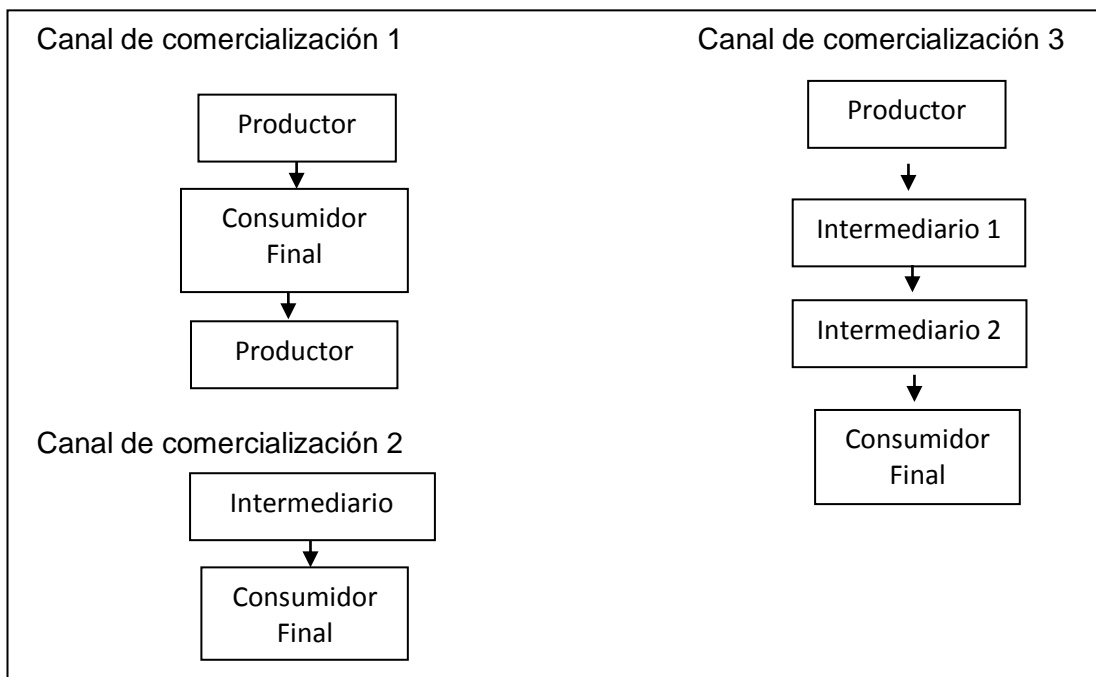 Canal de comercialización 1
Productor
Consumidor
Final
Productor
Canal de comercialización 2
Intermediario
Consumidor
Final
Canal de comercialización 3
Productor
Intermediario 1
Intermediario 2
Consumidor
Final